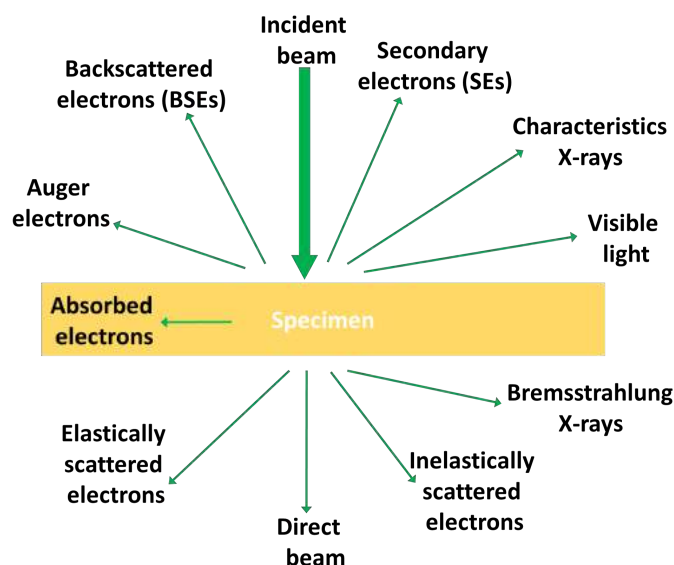 Incident
beam
Secondary
electrons (SEs)
Backscattered
electrons (BSEs)
Characteristics
X-rays
Auger
electrons
Visible
light
Absorbed
electrons
Specimen
Bremsstrahlung
X-rays
Elastically
scattered
electrons
Inelastically
scattered
electrons
Direct
beam